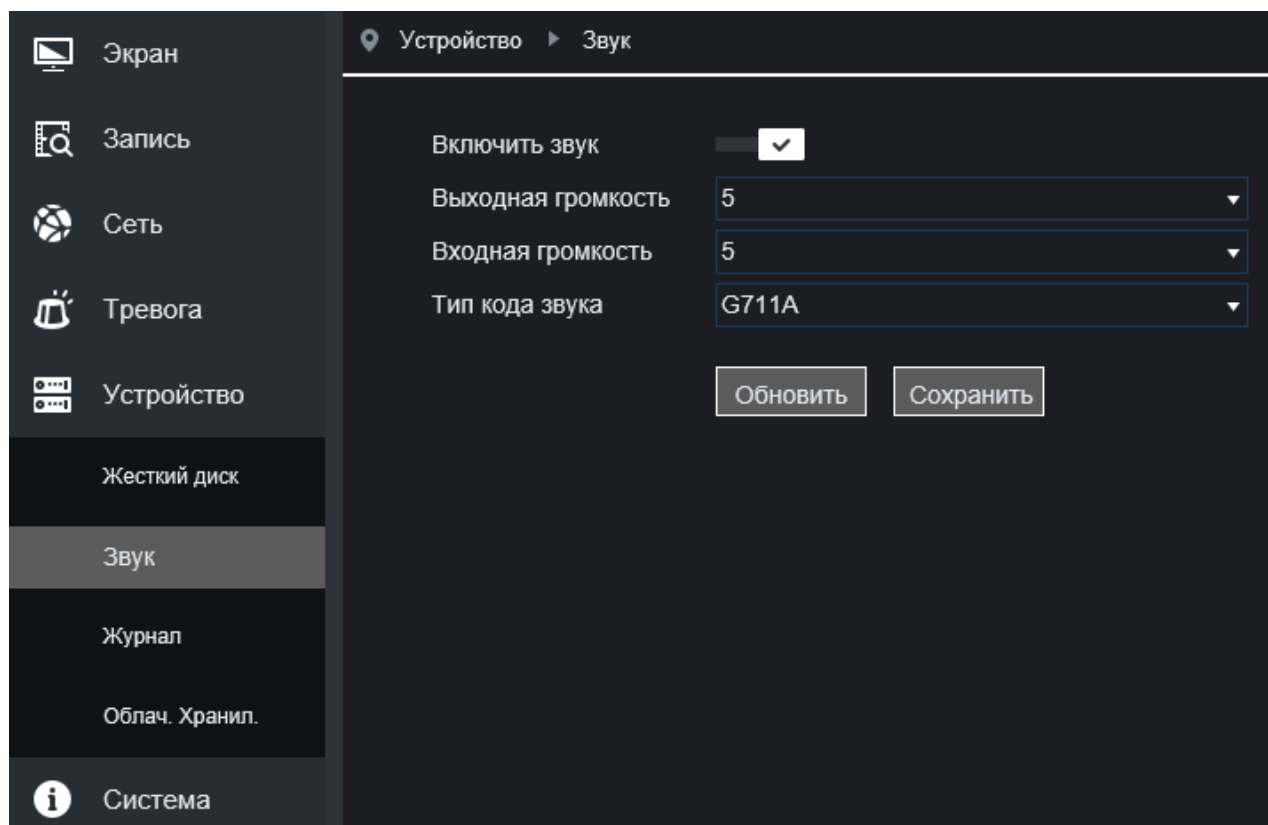 Экран
Запись
Сеть
Тревога
Устройство
Жесткий диск
Звук
Журнал
Облач. Хранил.
Система
Устройство Звук
Включить звук
Выходная громкость 5
Входная громкость 5
Тип кода звука G711A
Обновить Сохранить